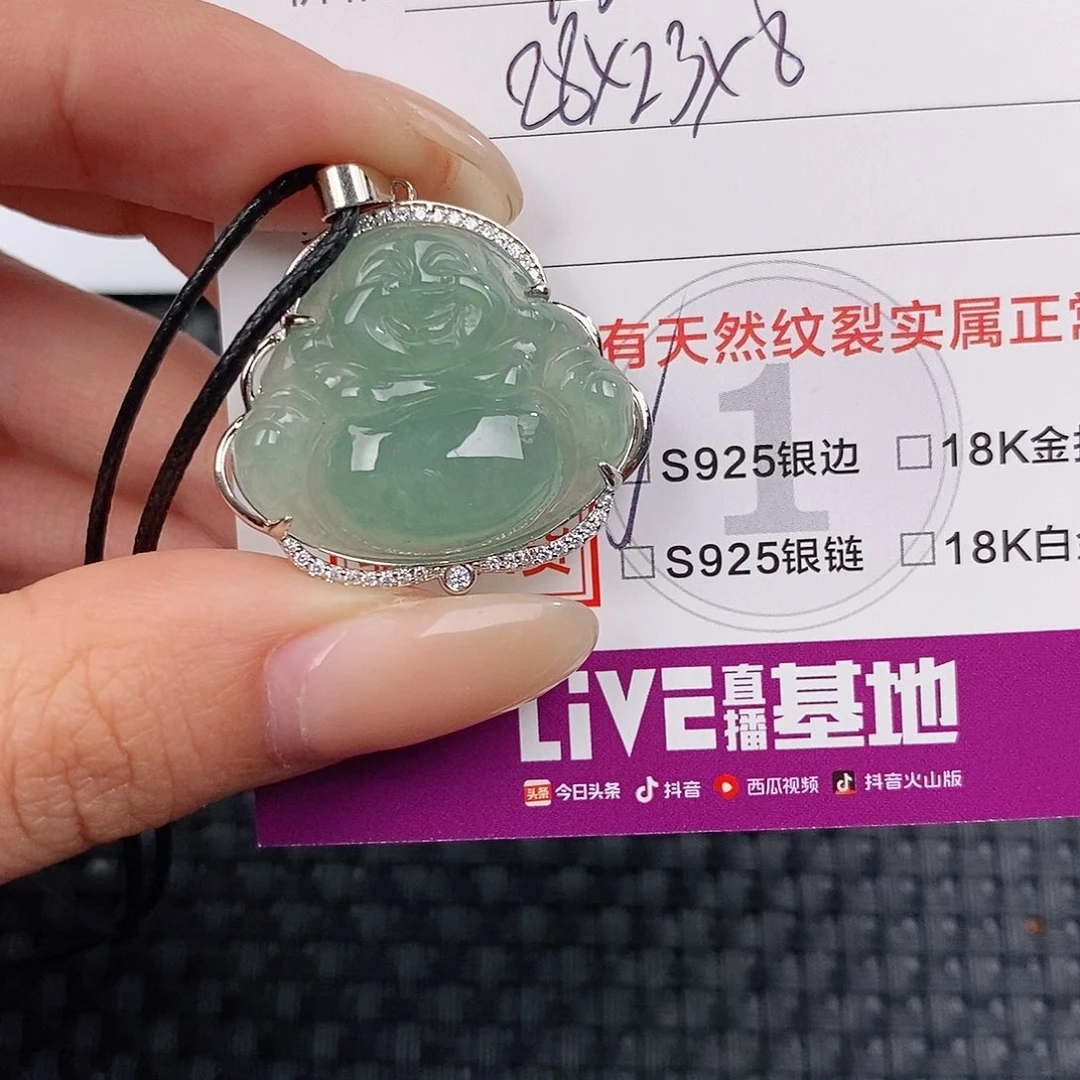 28X23X8
有天然纹裂实属正常
1
□S925银边 □18K金
□S925银链 □18K白
LiVE直播基地
头条 今日头条 抖音 西瓜视频 抖音火山版